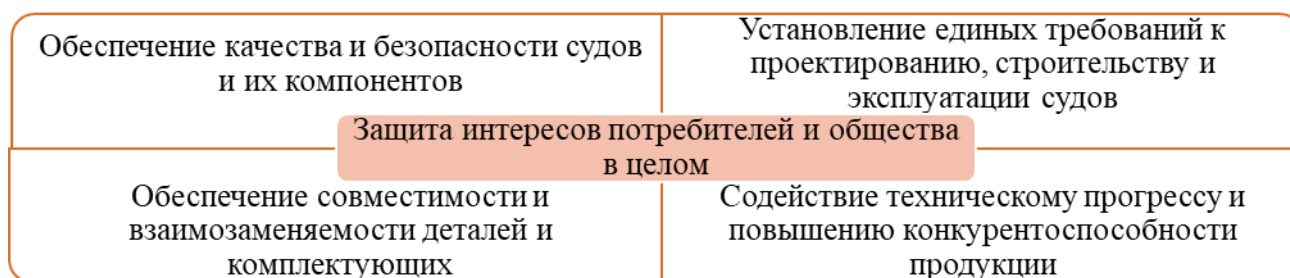 Обеспечение качества и безопасности судов
и их компонентов
Установление единых требований к
проектированию, строительству и
эксплуатации судов
Защита интересов потребителей и общества
в целом
Обеспечение совместимости и
взаимозаменяемости деталей и
комплектующих
Содействие техническому прогрессу и
повышению конкурентоспособности
продукции